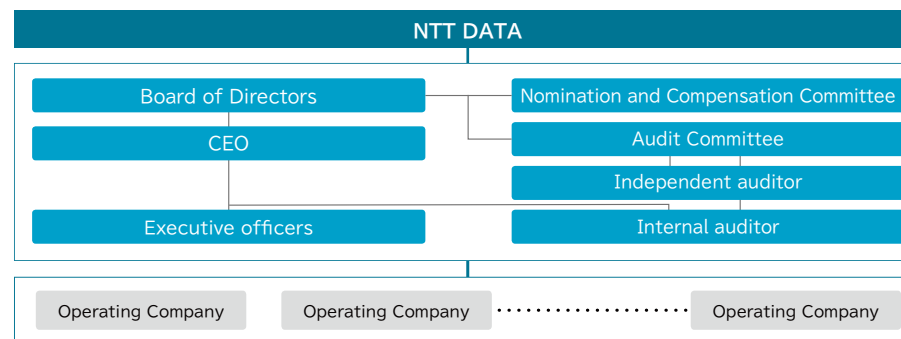 NTT DATA
Board of Directors
Nomination and Compensation Committee
CEO
Audit Committee
Independent auditor
Executive officers
Internal auditor
Operating Company
Operating Company
Operating Company